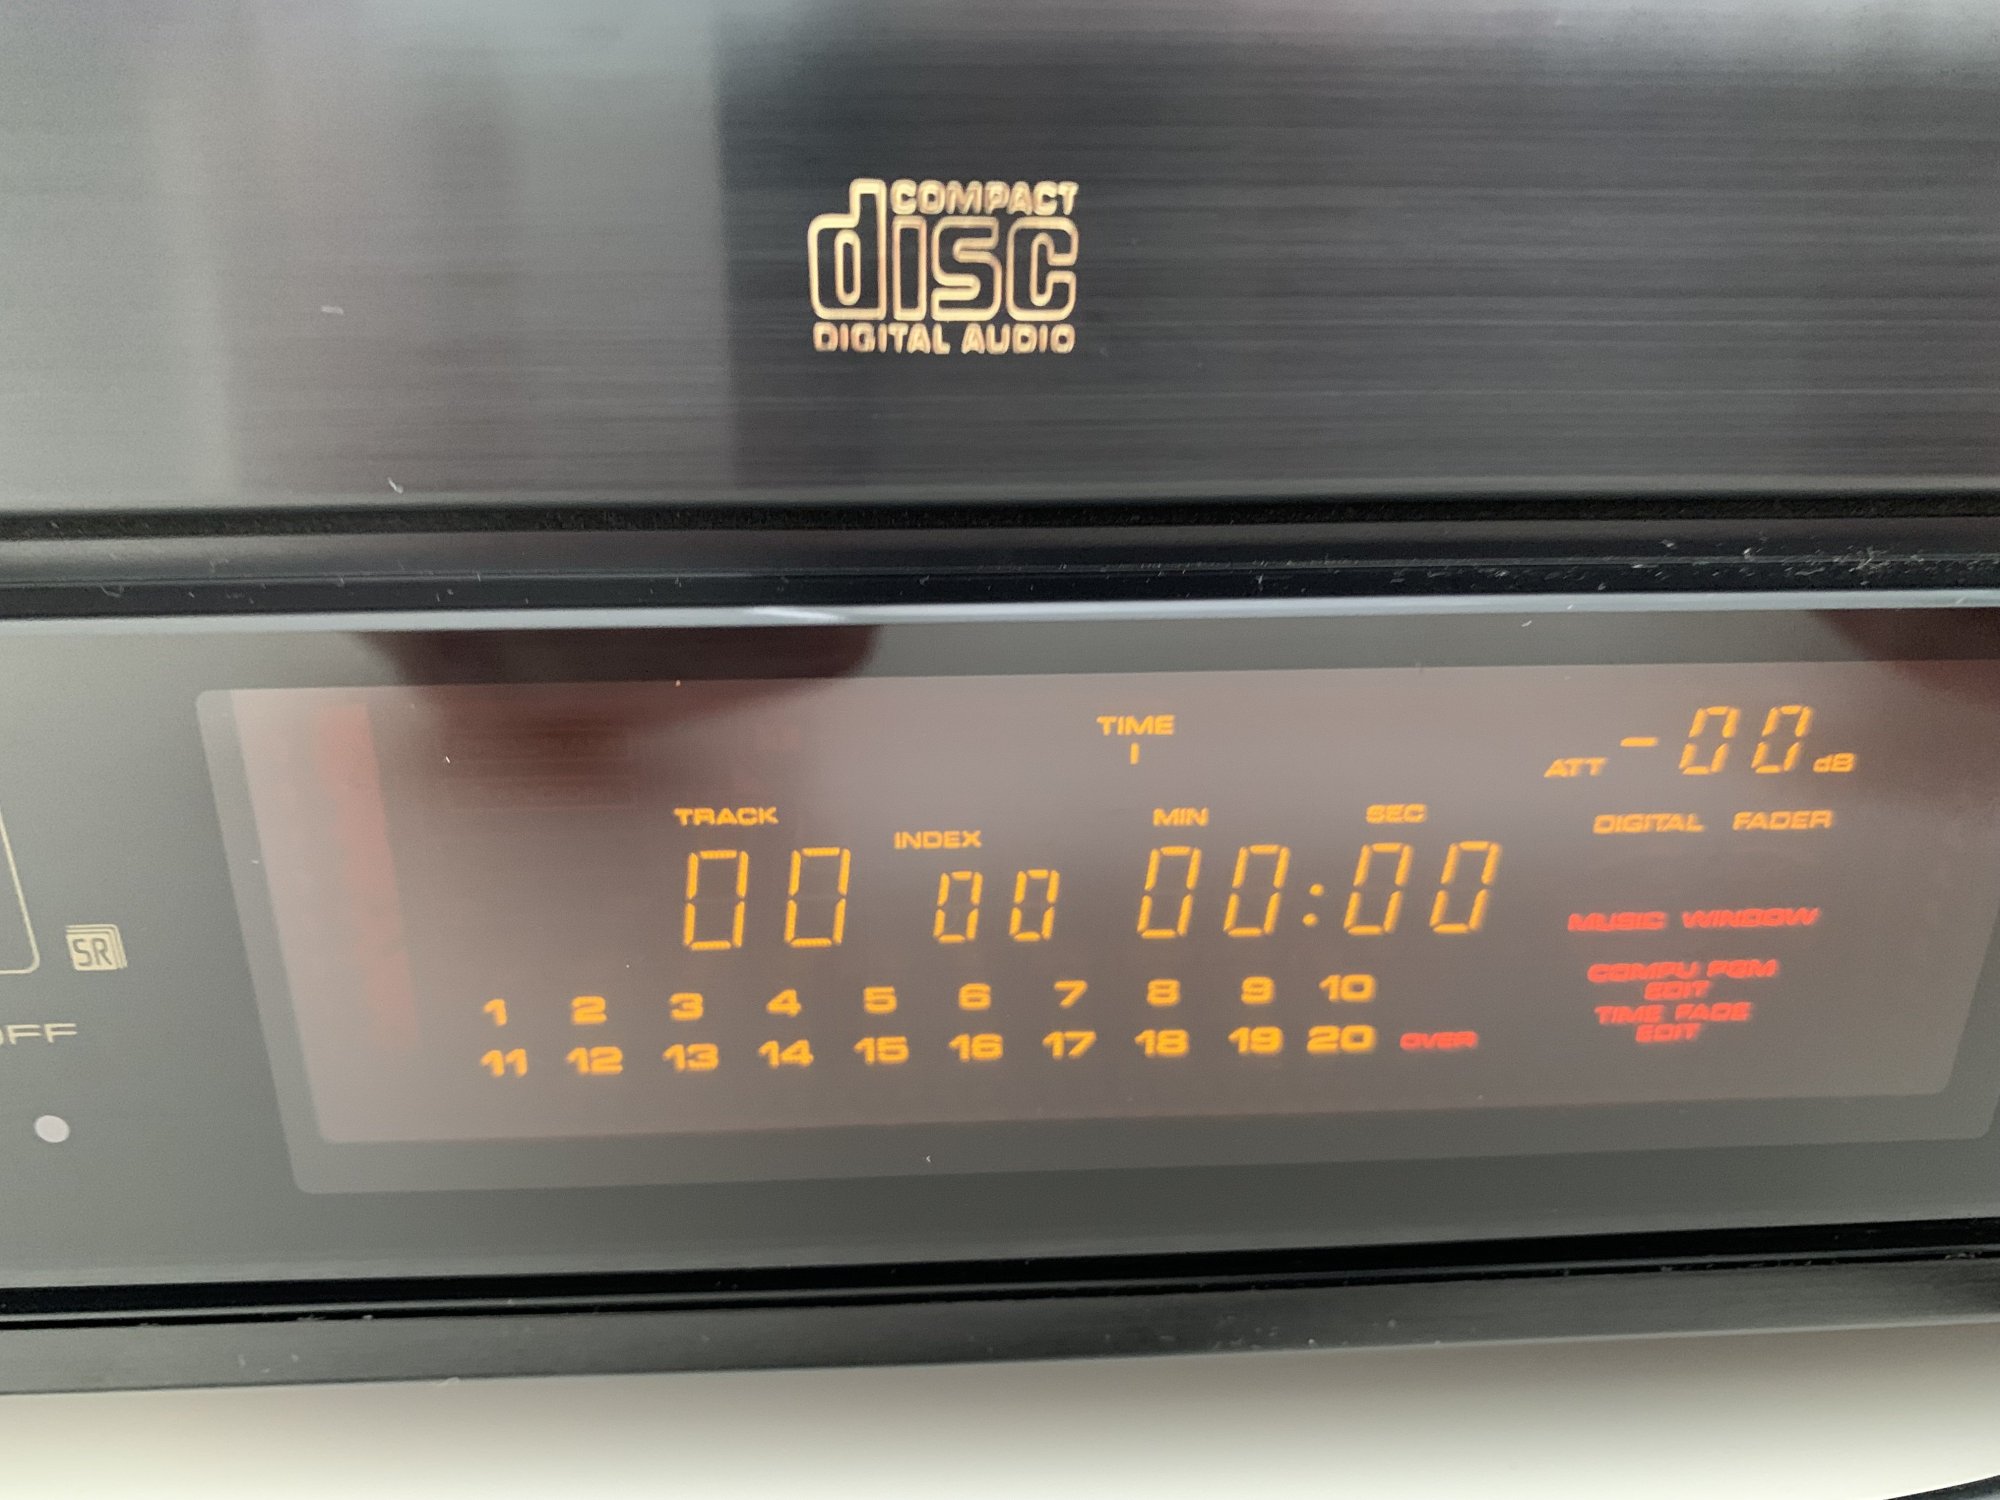 COMPACT
disc
DIGITAL AUDIO
TIME
ATT -00 dB
TRACK INDEX MIN SEC
DIGITAL FADER
00 00 00:00
MUSIC WINDOW
SR
1 2 3 4 5 6 7 8 9 10
COMPU PGM
EDIT
OFF
11 12 13 14 15 16 17 18 19 20 OVER
TIME FADE
EDIT